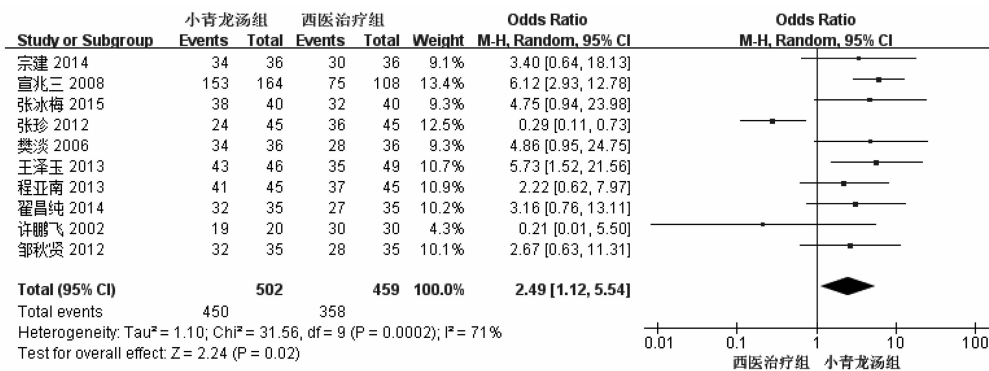 小青龙汤组 西医治疗组 Odds Ratio Odds Ratio
Study or Subgroup Events Total Events Total Weight M-H, Random, 95% CI M-H, Random, 95% CI
宗建 2014 34 36 30 36 9.1% 3.40 [0.64, 18.13]
宣兆三 2008 153 164 75 108 13.4% 6.12 [2.93, 12.78]
张冰梅 2015 38 40 32 40 9.3% 4.75 [0.94, 23.98]
张珍 2012 24 45 36 45 12.5% 0.29 [0.11, 0.73]
樊淡 2006 34 36 28 36 9.4% 4.86 [0.95, 24.75]
王泽玉 2013 43 46 35 49 10.7% 5.73 [1.52, 21.56]
程亚南 2013 41 45 37 45 10.9% 2.22 [0.62, 7.97]
翟昌纯 2014 32 35 27 35 10.2% 3.16 [0.76, 13.11]
许鹏飞 2002 19 20 30 30 4.3% 0.21 [0.01, 5.50]
邹秋贤 2012 32 35 28 35 10.1% 2.67 [0.63, 11.31]
Total (95% CI) 502 459 100.0% 2.49 [1.12, 5.54]
Total events 450 358
Heterogeneity: Tau² = 1.10; Chi² = 31.56, df = 9 (P = 0.0002); I² = 71%
Test for overall effect: Z = 2.24 (P = 0.02)
0.01 0.1 1 10 100
西医治疗组 小青龙汤组